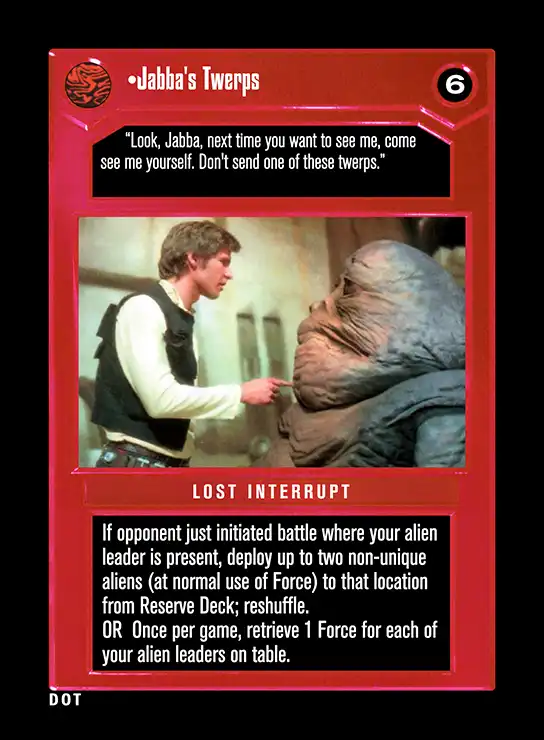 •Jabba's Twerps
6
“Look, Jabba, next time you want to see me, come
see me yourself. Don't send one of these twerps.”
LOST INTERRUPT
If opponent just initiated battle where your alien
leader is present, deploy up to two non-unique
aliens (at normal use of Force) to that location
from Reserve Deck; reshuffle.
OR  Once per game, retrieve 1 Force for each of
your alien leaders on table.
DOT